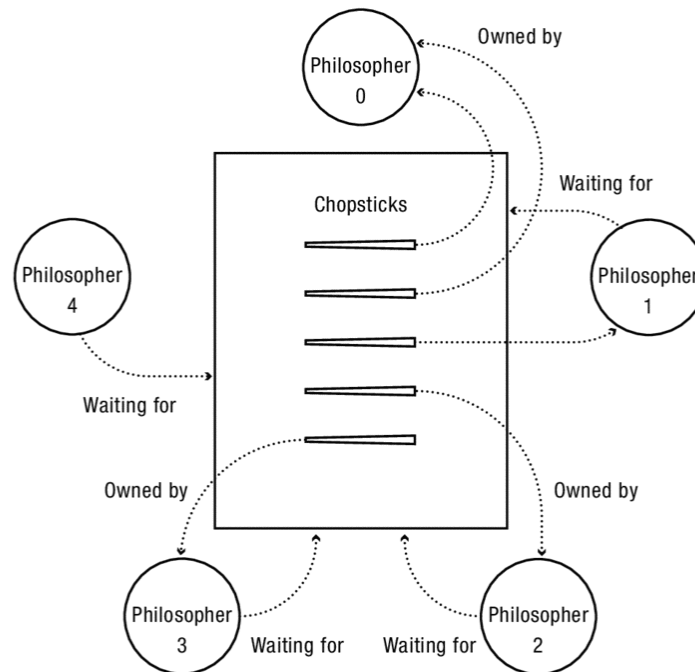 Owned by
Philosopher
0
Waiting for
Chopsticks
Philosopher
4
Philosopher
1
Waiting for
Owned by
Owned by
Philosopher
3
Waiting for
Waiting for
Philosopher
2